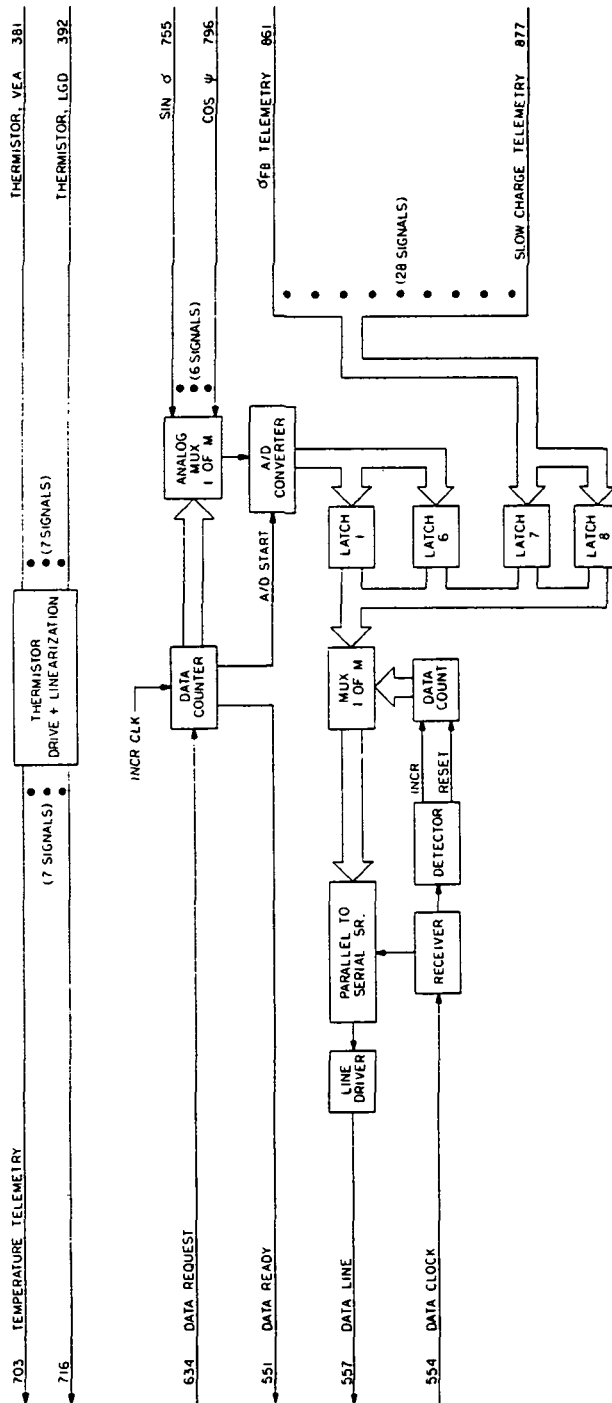 703 TEMPERATURE TELEMETRY
716
(7 SIGNALS)
THERMISTOR
DRIVE + LINEARIZATION
(7 SIGNALS)
THERMISTOR, VEA 381
THERMISTOR, LGD 392
634 DATA REQUEST
551 DATA READY
INCR CLK
DATA
COUNTER
A/D START
ANALOG
MUX
1 OF M
(6 SIGNALS)
SIN σ 755
COS ψ 796
A/D
CONVERTER
557 DATA LINE
554 DATA CLOCK
LINE
DRIVER
PARALLEL TO
SERIAL SR.
RECEIVER
DETECTOR
INCR
RESET
DATA
COUNT
MUX
1 OF M
LATCH
1
LATCH
6
LATCH
7
LATCH
8
σFB TELEMETRY 861
(28 SIGNALS)
SLOW CHARGE TELEMETRY 877